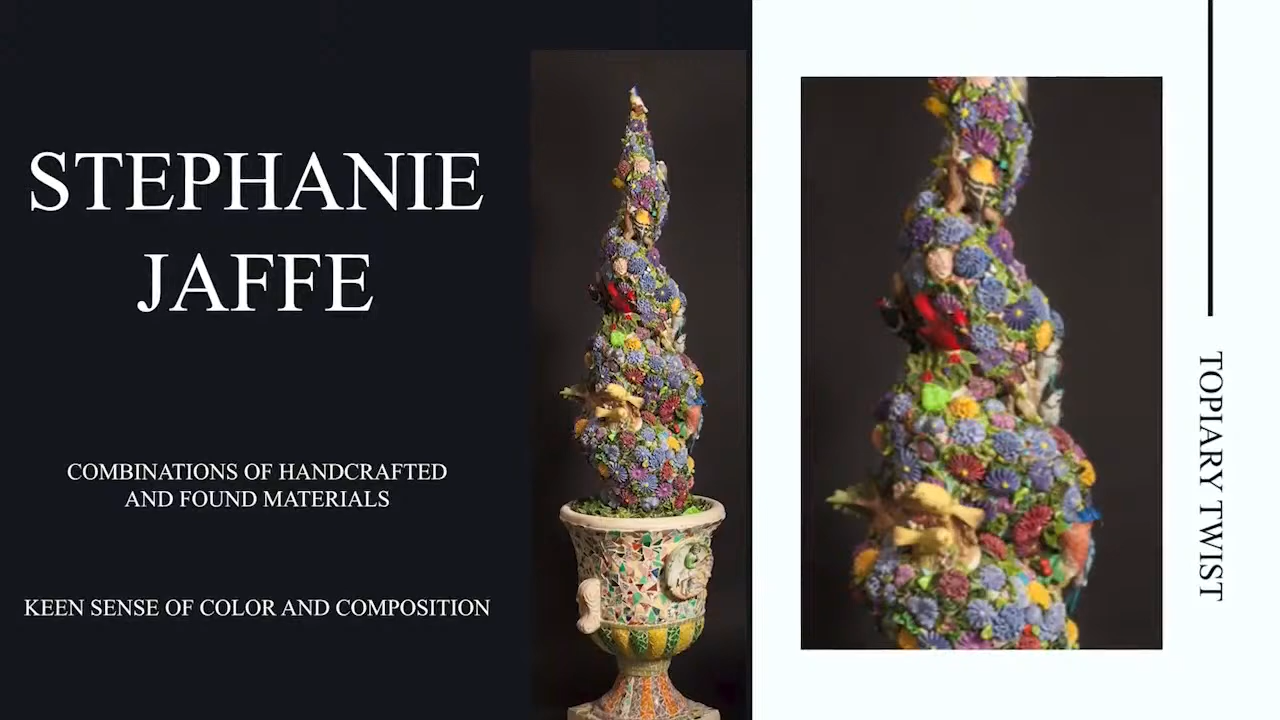 STEPHANIE
JAFFE
COMBINATIONS OF HANDCRAFTED
AND FOUND MATERIALS
KEEN SENSE OF COLOR AND COMPOSITION
TOPIARY TWIST